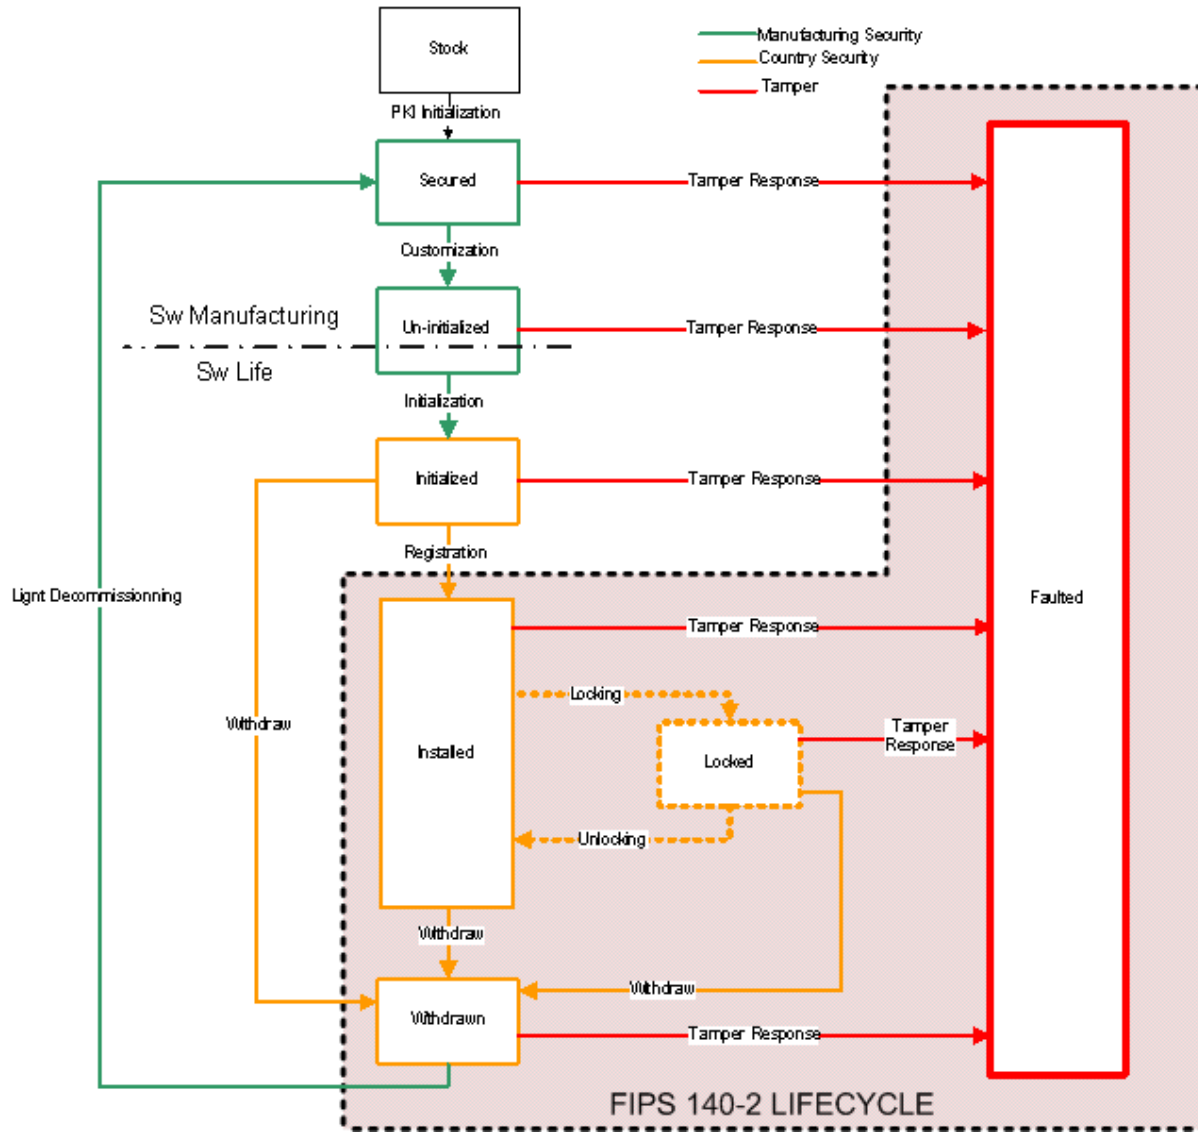 Stock
Manufacturing Security
Country Security
Tamper
PKI Initialization
Secured
Tamper Response
Customization
Sw Manufacturing
Un-initialized
Tamper Response
Sw Life
Initialization
Initialized
Tamper Response
Registration
Lignt Decommissionning
Faulted
Tamper Response
Locking
Withdraw
Installed
Locked
Tamper
Response
Unlocking
Withdraw
Withdraw
Withdrawn
Tamper Response
FIPS 140-2 LIFECYCLE